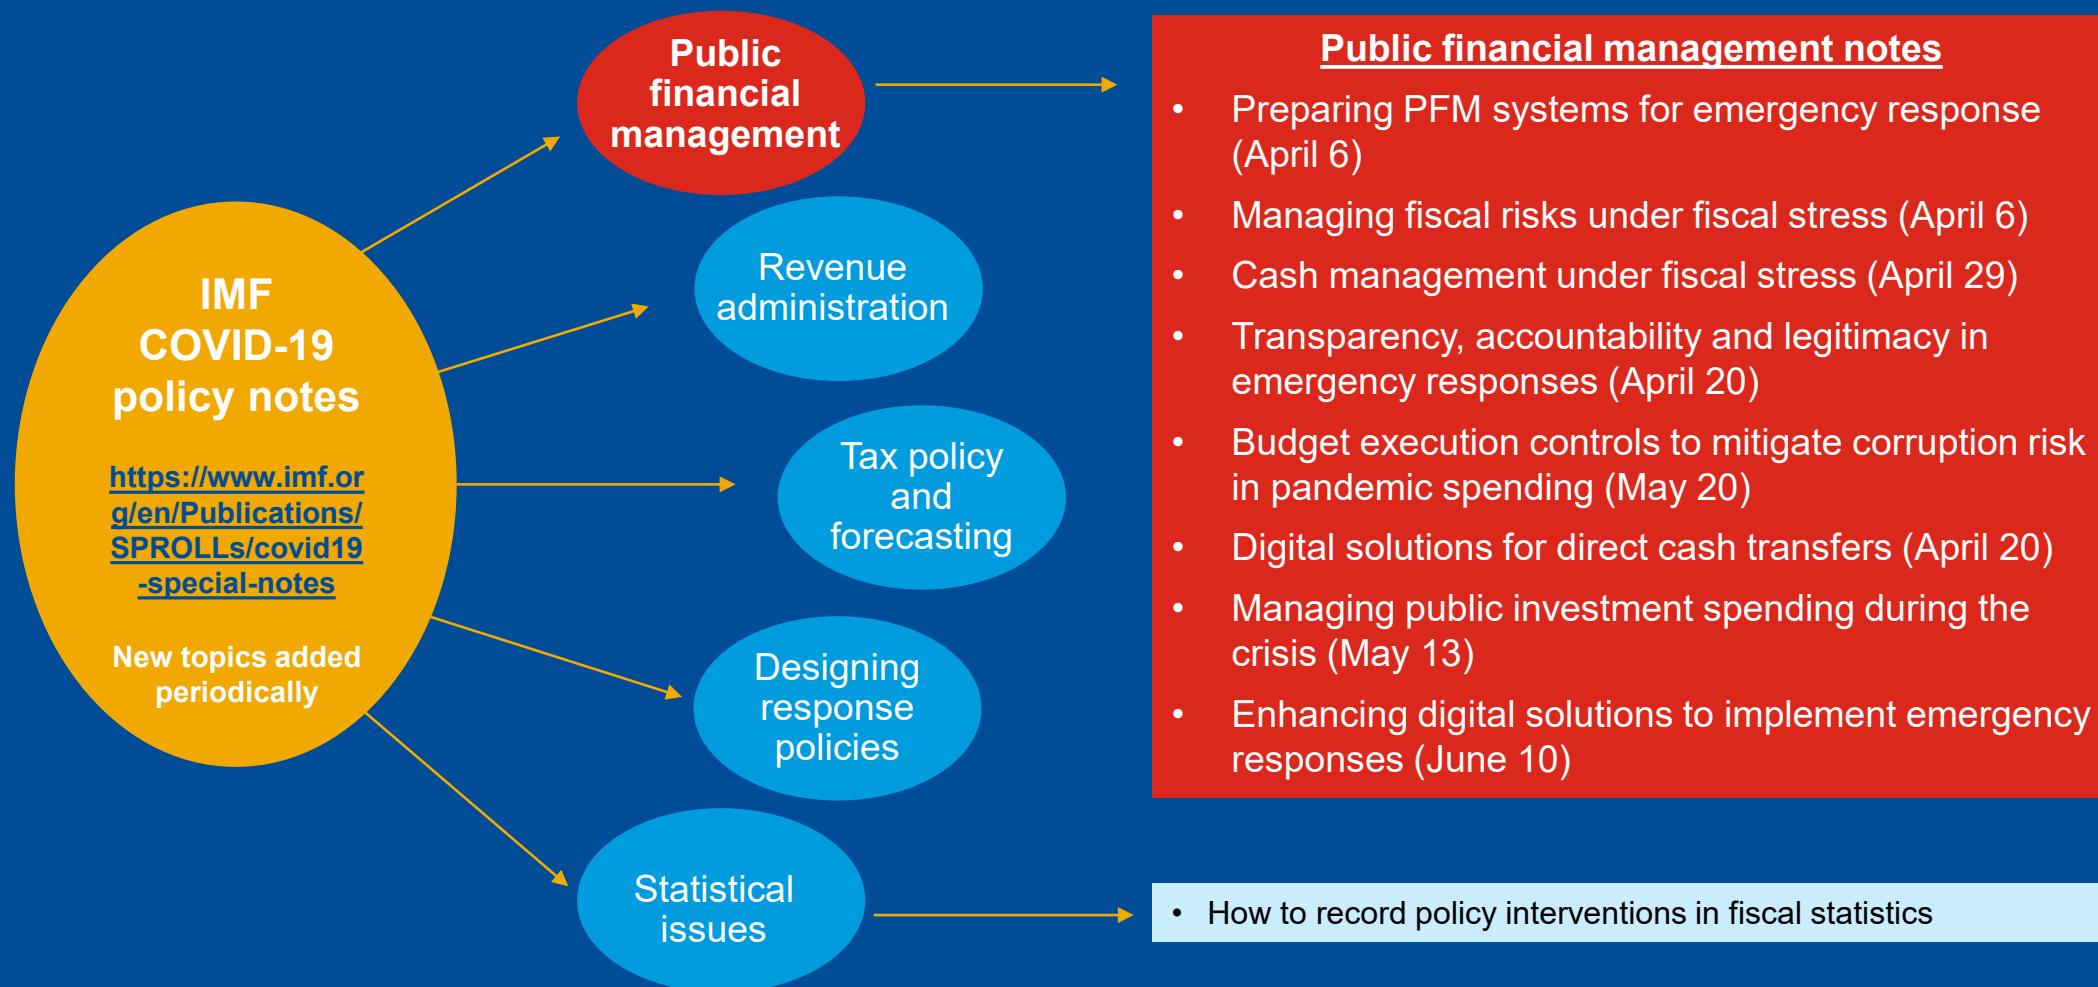 IMF
COVID-19
policy notes
https://www.imf.or
g/en/Publications/
SPROLLs/covid19
-special-notes
New topics added
periodically
Public
financial
management
Revenue
administration
Tax policy
and
forecasting
Designing
response
policies
Statistical
issues
Public financial management notes
• Preparing PFM systems for emergency response
(April 6)
• Managing fiscal risks under fiscal stress (April 6)
• Cash management under fiscal stress (April 29)
• Transparency, accountability and legitimacy in
emergency responses (April 20)
• Budget execution controls to mitigate corruption risk
in pandemic spending (May 20)
• Digital solutions for direct cash transfers (April 20)
• Managing public investment spending during the
crisis (May 13)
• Enhancing digital solutions to implement emergency
responses (June 10)
• How to record policy interventions in fiscal statistics